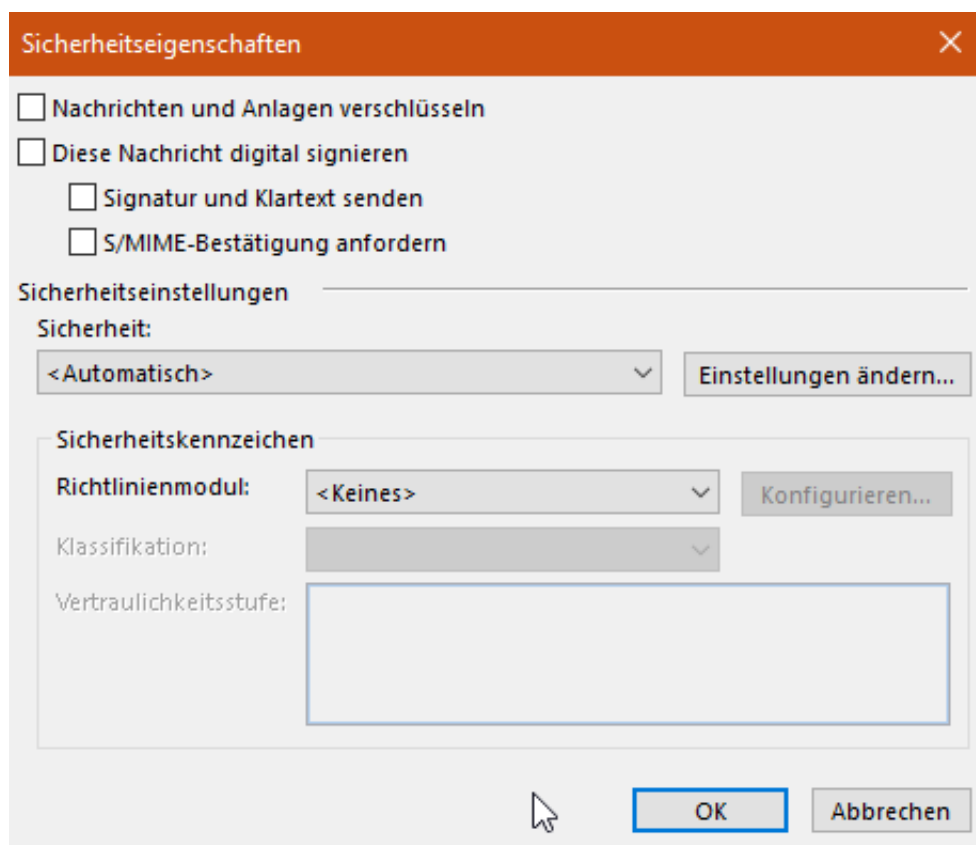 Sicherheitseigenschaften
Nachrichten und Anlagen verschlüsseln
Diese Nachricht digital signieren
Signatur und Klartext senden
S/MIME-Bestätigung anfordern
Sicherheitseinstellungen
Sicherheit:
<Automatisch> Einstellungen ändern...
Sicherheitskennzeichen
Richtlinienmodul: <Keines> Konfigurieren...
Klassifikation:
Vertraulichkeitsstufe:
OK Abbrechen